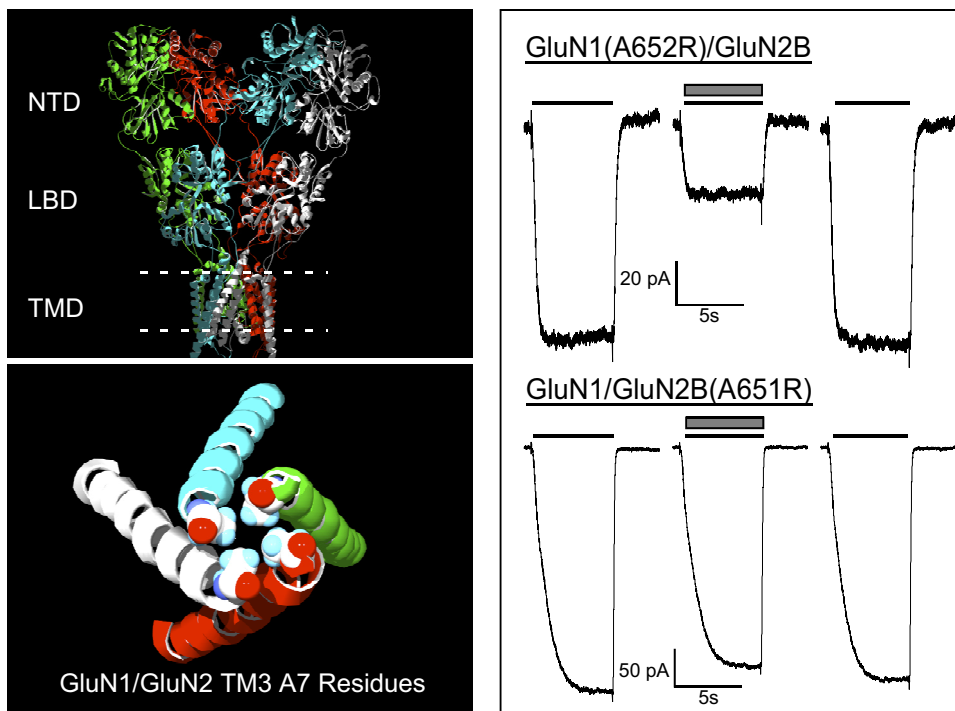 NTD
LBD
TMD
GluN1/GluN2 TM3 A7 Residues
GluN1(A652R)/GluN2B
20 pA
5s
GluN1/GluN2B(A651R)
50 pA
5s